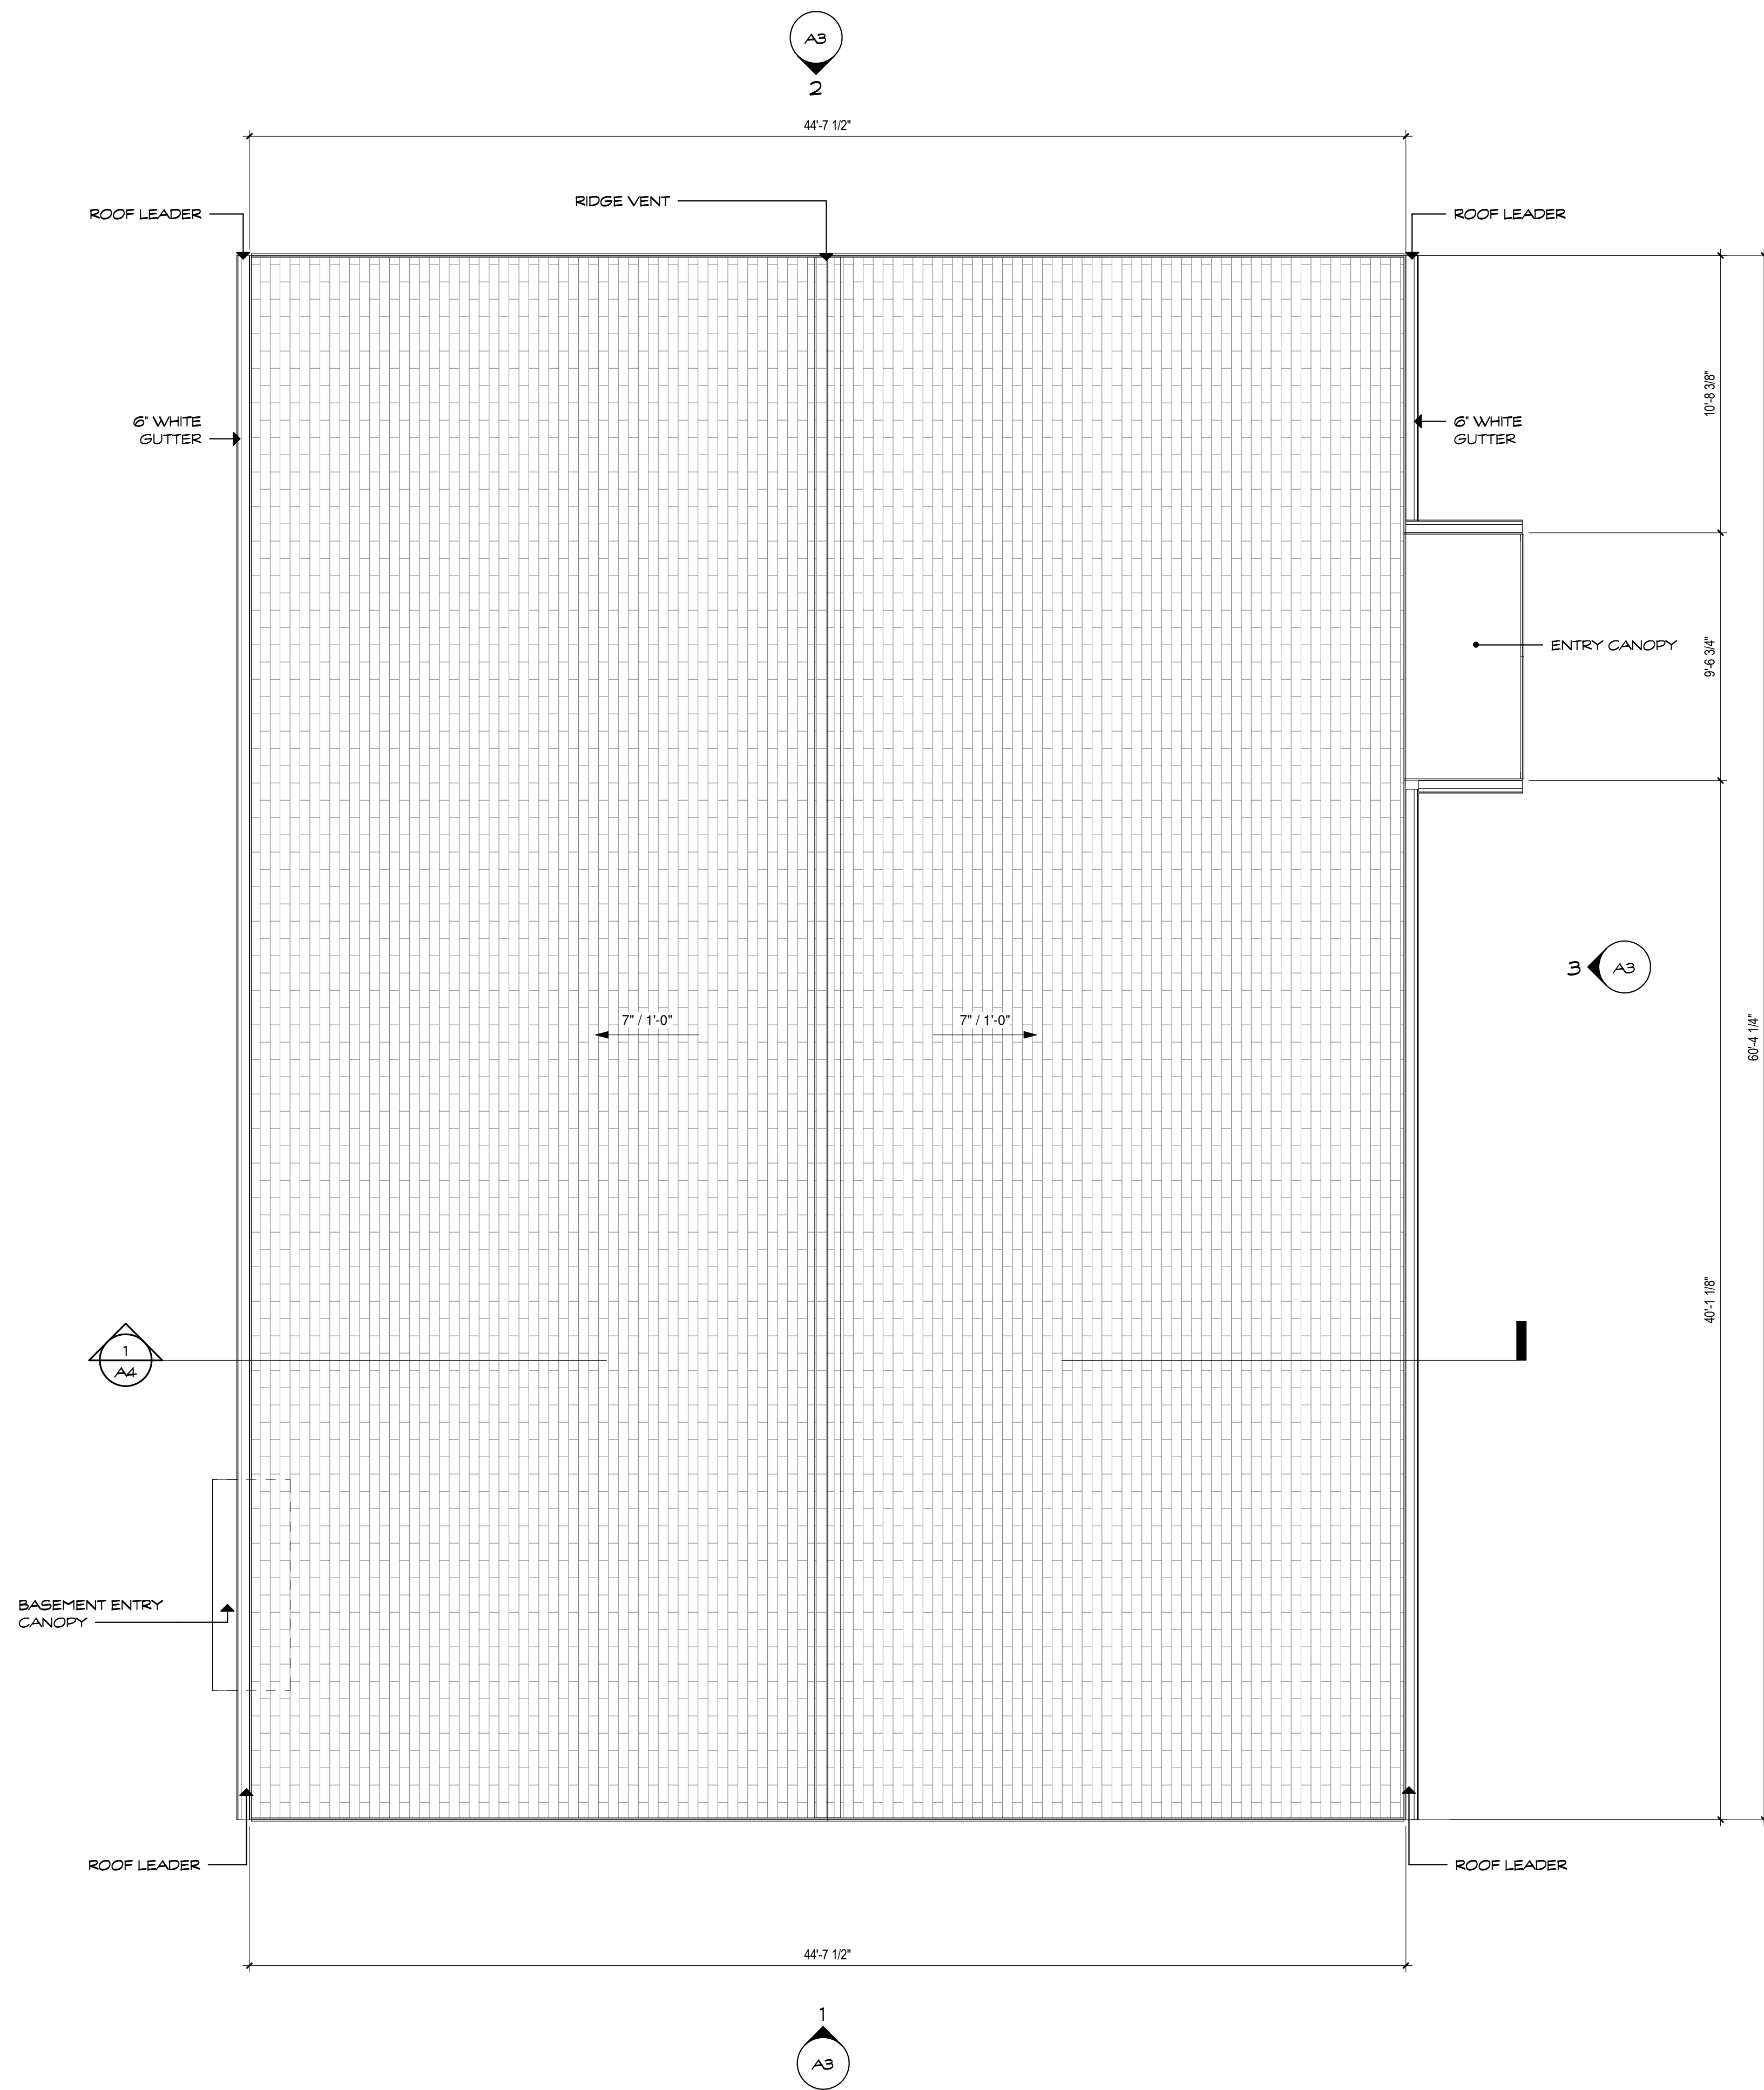 A3
2
44'-7 1/2"
RIDGE VENT
ROOF LEADER
ROOF LEADER
6" WHITE
GUTTER
6" WHITE
GUTTER
10'-8 3/8"
ENTRY CANOPY
9'-6 3/4"
3
A3
7" / 1'-0"
7" / 1'-0"
60'-4 1/4"
40'-1 1/8"
1
A4
BASEMENT ENTRY
CANOPY
ROOF LEADER
ROOF LEADER
44'-7 1/2"
1
A3